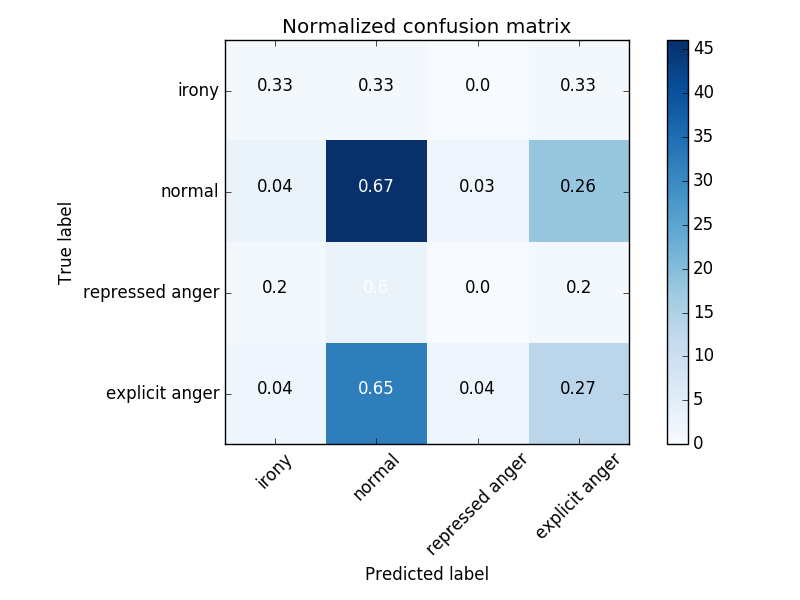 Normalized confusion matrix
True label
irony 0.33 0.33 0.0 0.33
normal 0.04 0.67 0.03 0.26
repressed anger 0.2 0.6 0.0 0.2
explicit anger 0.04 0.65 0.04 0.27
irony normal repressed anger explicit anger
Predicted label
45
40
35
30
25
20
15
10
5
0